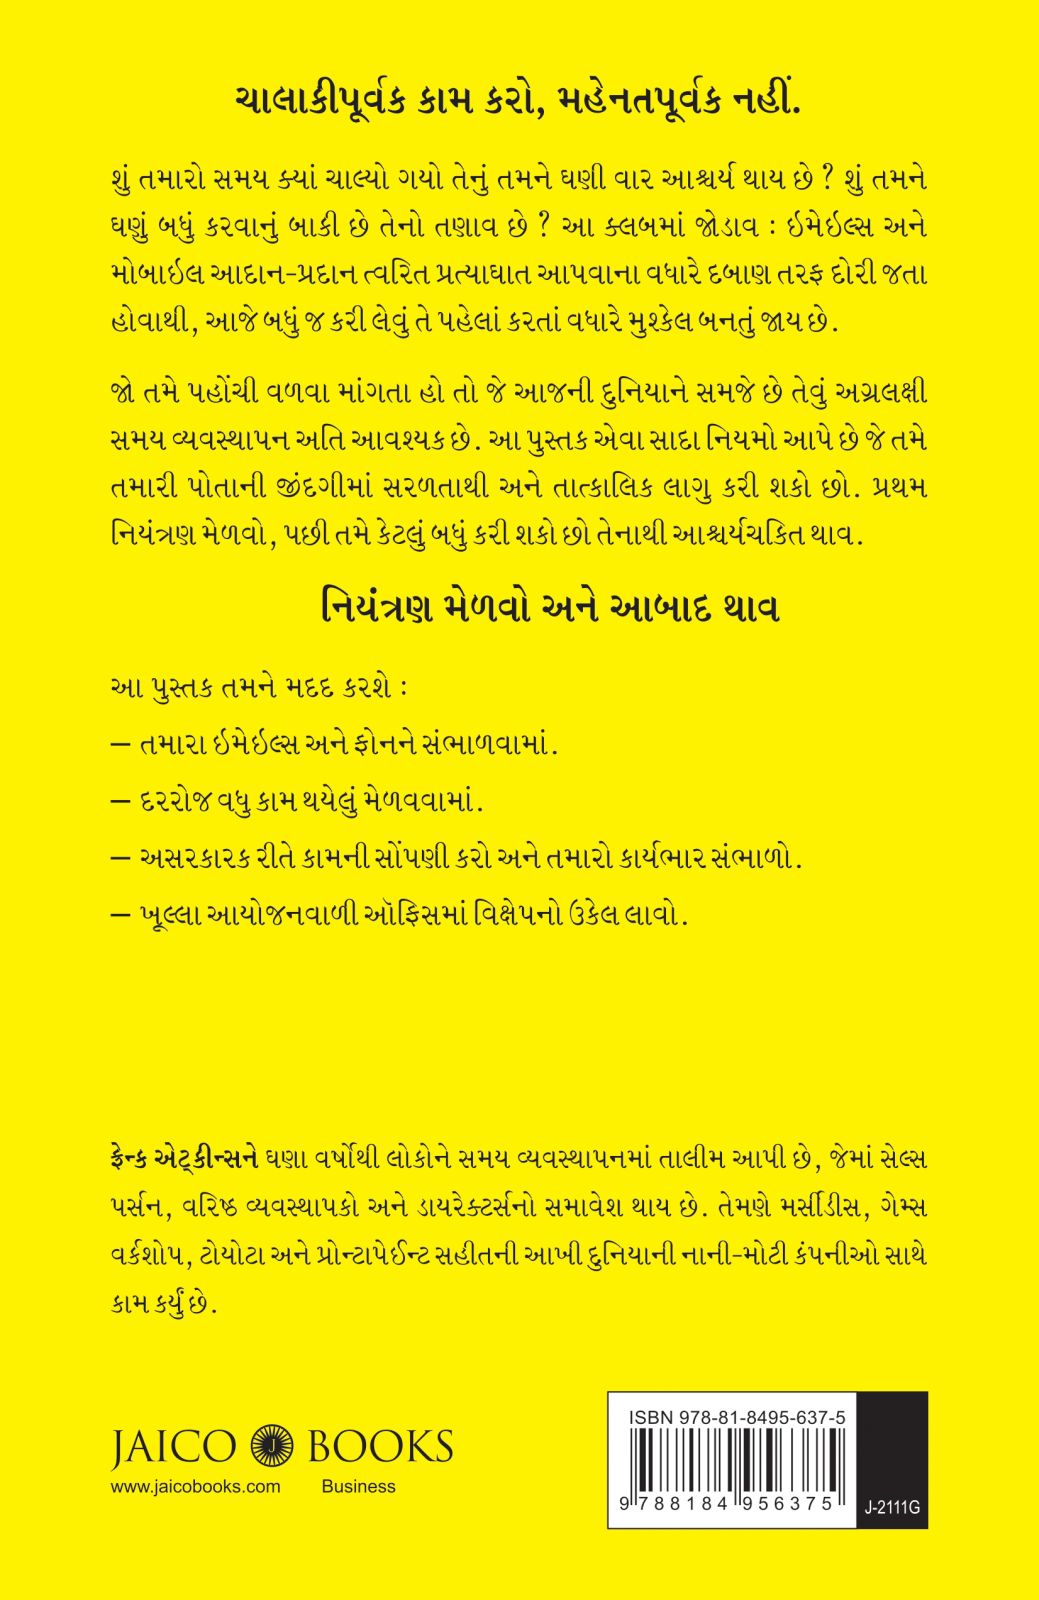 ચાલાકીપૂર્વક કામ કરો, મહેનતપૂર્વક નહીં.
શું તમારો સમય ક્યાં ચાલ્યો ગયો તેનું તમને ઘણી વાર આશ્ચર્ય થાય છે ? શું તમને
ઘણું બધું કરવાનું બાકી છે તેનો તણાવ છે ? આ ક્લબમાં જોડાવ : ઇમેઇલ્સ અને
મોબાઇલ આદાન-પ્રદાન ત્વરિત પ્રત્યાઘાત આપવાના વધારે દબાણ તરફ દોરી જતા
હોવાથી, આજે બધું જ કરી લેવું તે પહેલાં કરતાં વધારે મુશ્કેલ બનતું જાય છે.
જો તમે પહોંચી વળવા માંગતા હો તો જે આજની દુનિયાને સમજે છે તેવું અગ્રલક્ષી
સમય વ્યવસ્થાપન અતિ આવશ્યક છે. આ પુસ્તક એવા સાદા નિયમો આપે છે જે તમે
તમારી પોતાની જીંદગીમાં સરળતાથી અને તાત્કાલિક લાગુ કરી શકો છો. પ્રથમ
નિયંત્રણ મેળવો, પછી તમે કેટલું બધું કરી શકો છો તેનાથી આશ્ચર્યચકિત થાવ.
નિયંત્રણ મેળવો અને આબાદ થાવ
આ પુસ્તક તમને મદદ કરશે :
– તમારા ઇમેઇલ્સ અને ફોનને સંભાળવામાં.
– દરરોજ વધુ કામ થયેલું મેળવવામાં.
– અસરકારક રીતે કામની સોંપણી કરો અને તમારો કાર્યભાર સંભાળો.
– ખૂલ્લા આયોજનવાળી ઑફિસમાં વિક્ષેપનો ઉકેલ લાવો.
ફ્રેન્ક એટ્કીન્સને ઘણા વર્ષોથી લોકોને સમય વ્યવસ્થાપનમાં તાલીમ આપી છે, જેમાં સેલ્સ
પર્સન, વરિષ્ઠ વ્યવસ્થાપકો અને ડાયરેક્ટર્સનો સમાવેશ થાય છે. તેમણે મર્સીડીસ, ગેમ્સ
વર્કશોપ, ટોયોટા અને પ્રોન્ટાપેઈન્ટ સહીતની આખી દુનિયાની નાની-મોટી કંપનીઓ સાથે
કામ કર્યું છે.
ISBN 978-81-8495-637-5
JAICO J BOOKS
www.jaicobooks.com Business
9 788184 956375
J-2111G